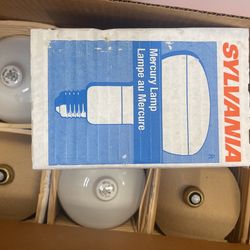 SYLVANIA
Mercury Lamp
Lampe au Mercure
R